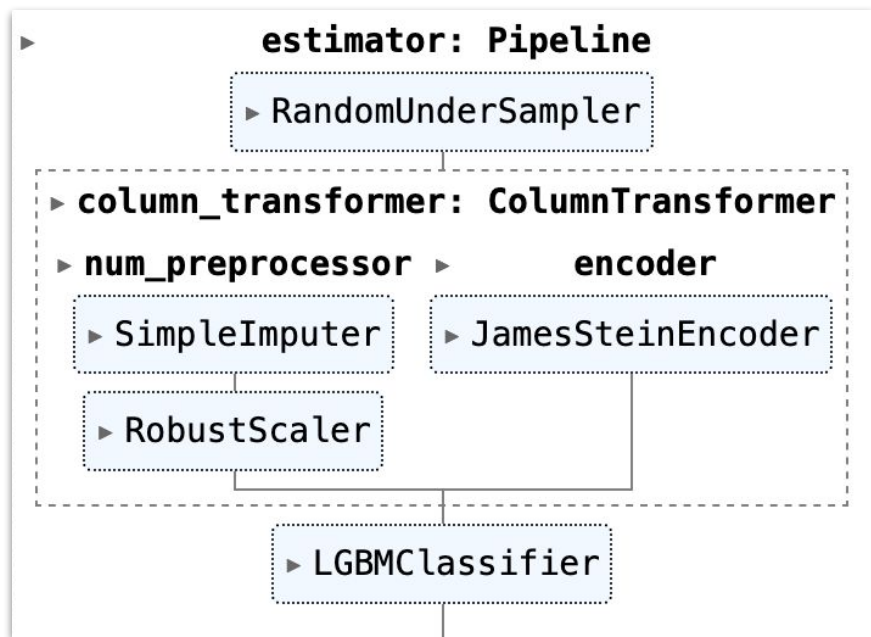 estimator: Pipeline
RandomUnderSampler
column_transformer: ColumnTransformer
num_preprocessor encoder
SimpleImputer JamesSteinEncoder
RobustScaler
LGBMClassifier